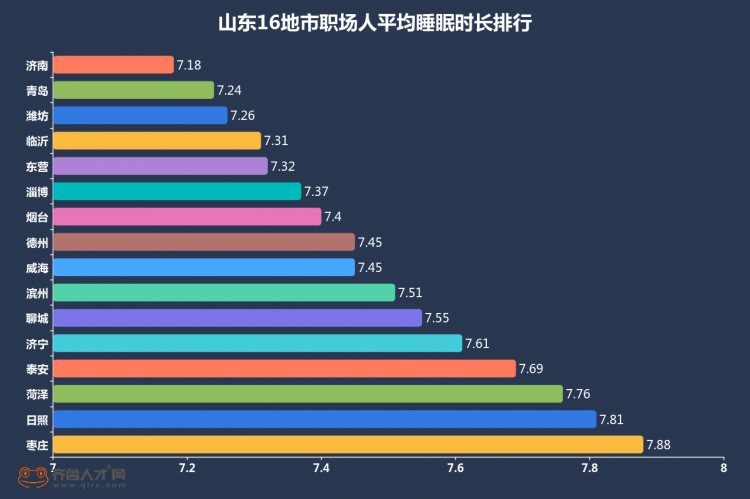 山东16地市职场人平均睡眠时长排行
济南 7.18
青岛 7.24
潍坊 7.26
临沂 7.31
东营 7.32
淄博 7.37
烟台 7.4
德州 7.45
威海 7.45
滨州 7.51
聊城 7.55
济宁 7.61
泰安 7.69
菏泽 7.76
日照 7.81
枣庄 7.88
7 7.2 7.4 7.6 7.8 8
齐鲁人才网
www.qlrc.com